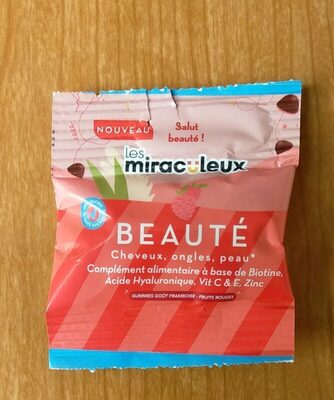 NOUVEAU
Salut
beauté !
les
miraculeux
BEAUTÉ
Cheveux, ongles, peau*
Complément alimentaire à base de Biotine,
Acide Hyaluronique, Vit C & E, Zinc
GUMMIES GOÛT FRAMBOISE - FRUITS ROUGES